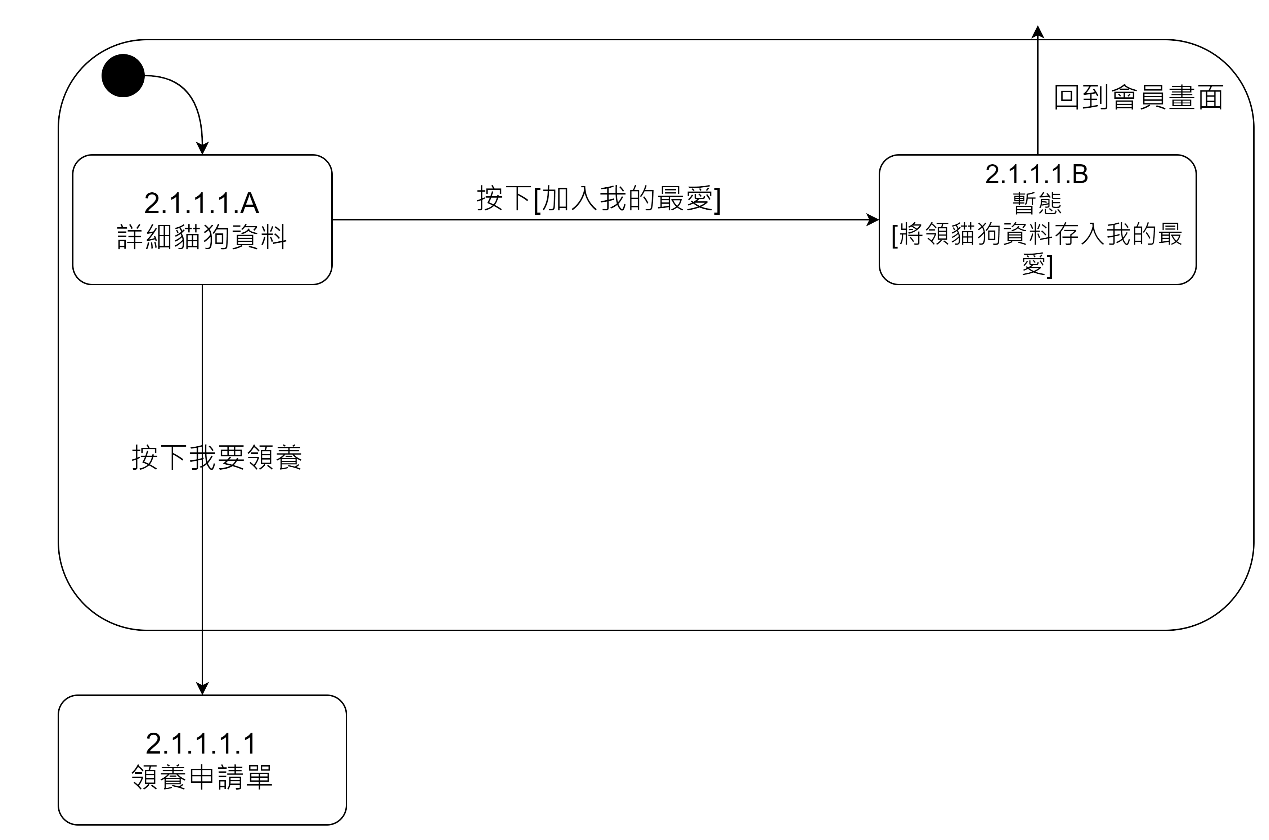 回到會員畫面
2.1.1.1.A
詳細貓狗資料
按下[加入我的最愛]
2.1.1.1.B
暫態
[將領貓狗資料存入我的最
愛]
按下我要領養
2.1.1.1.1
領養申請單